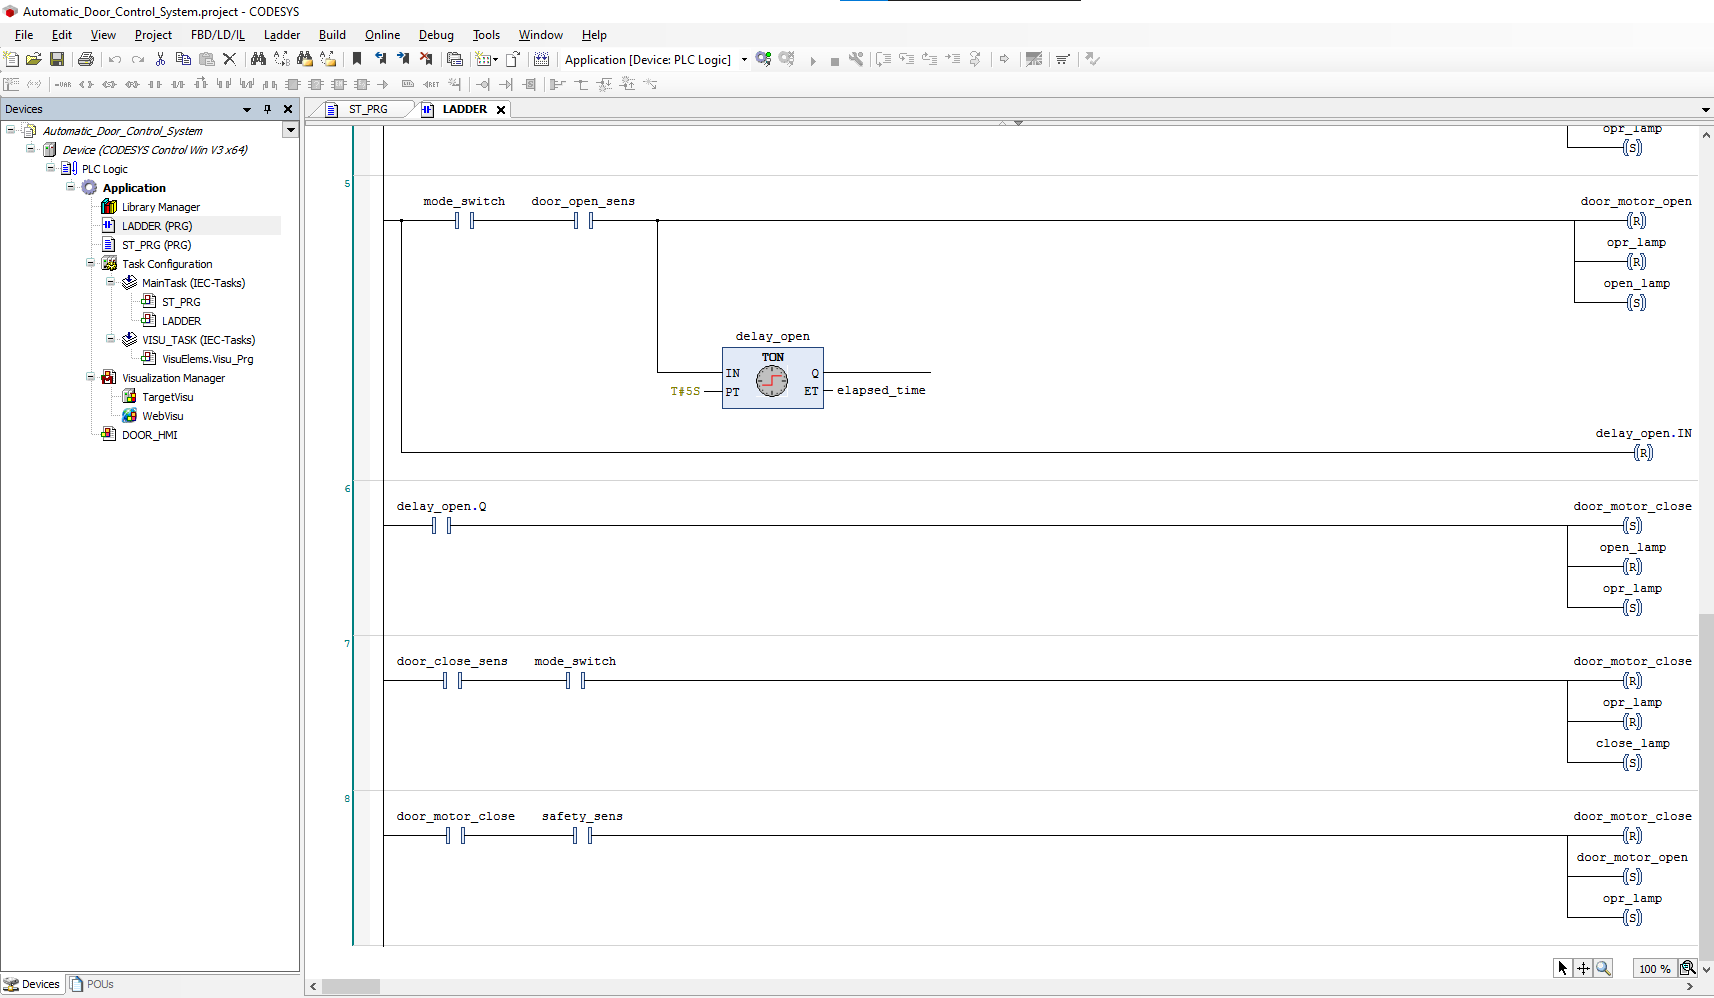 Automatic_Door_Control_System.project - CODESYS
File Edit View Project FBD/LD/IL Ladder Build Online Debug Tools Window Help
Application [Device: PLC Logic]
Devices
ST_PRG LADDER
Automatic_Door_Control_System
Device (CODESYS Control Win V3 x64)
PLC Logic
Application
Library Manager
LADDER (PRG)
ST_PRG (PRG)
Task Configuration
MainTask (IEC-Tasks)
ST_PRG
LADDER
VISU_TASK (IEC-Tasks)
VisuElems.Visu_Prg
Visualization Manager
TargetVisu
WebVisu
DOOR_HMI
Devices POUs
opr_lamp
S
5
mode_switch door_open_sens door_motor_open
R
opr_lamp
R
open_lamp
S
delay_open
TON
IN Q
T#5S PT ET elapsed_time
delay_open.IN
R
6
delay_open.Q door_motor_close
S
open_lamp
R
opr_lamp
S
7
door_close_sens mode_switch door_motor_close
R
opr_lamp
R
close_lamp
S
8
door_motor_close safety_sens door_motor_close
R
door_motor_open
S
opr_lamp
S
100 %